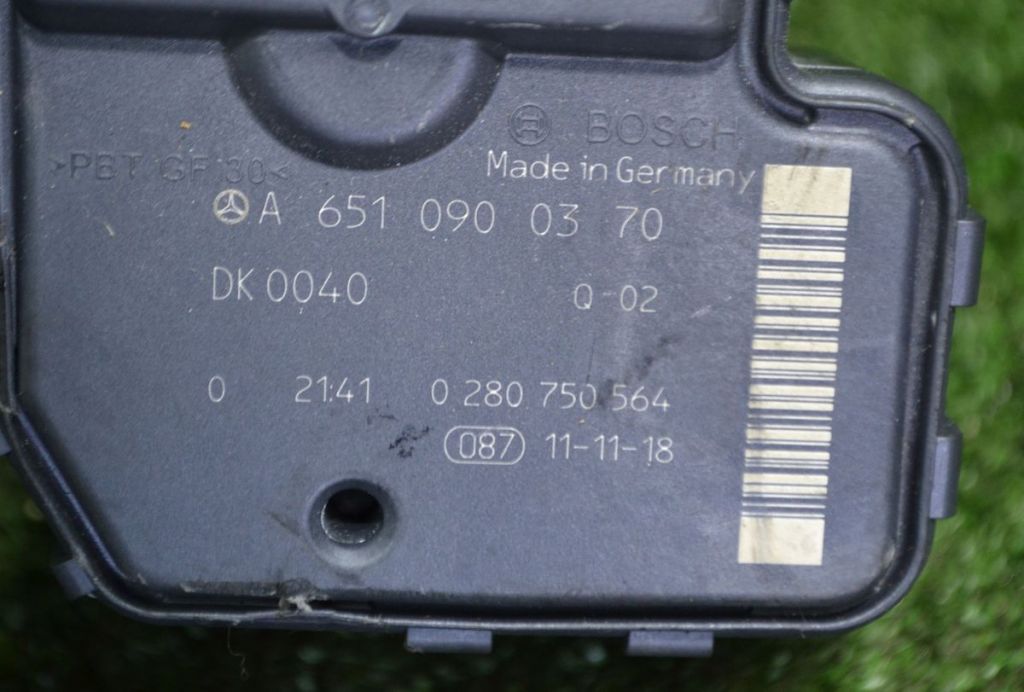 BOSCH
Made in Germany
>PBT GF 30<
A 651 090 03 70
DK 0040 Q-02
0 21:41 0 280 750 564
087 11-11-18